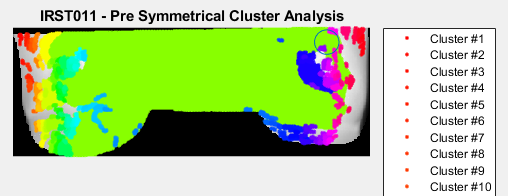 IRST011 - Pre Symmetrical Cluster Analysis
Cluster #1
Cluster #2
Cluster #3
Cluster #4
Cluster #5
Cluster #6
Cluster #7
Cluster #8
Cluster #9
Cluster #10